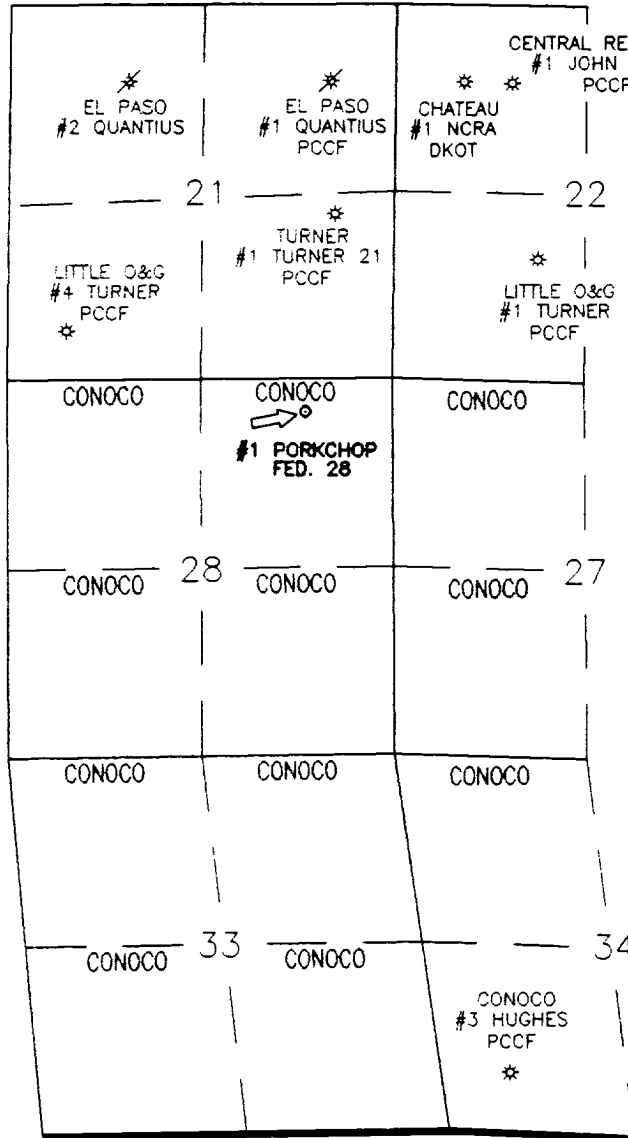 CENTRAL RE
#1 JOHN
PCCF
EL PASO
#2 QUANTIUS
EL PASO
#1 QUANTIUS
PCCF
CHATEAU
#1 NCRA
DKOT
21
22
TURNER
#1 TURNER 21
PCCF
LITTLE O&G
#4 TURNER
PCCF
LITTLE O&G
#1 TURNER
PCCF
CONOCO
CONOCO
CONOCO
#1 PORKCHOP
FED. 28
CONOCO
28
CONOCO
CONOCO
27
CONOCO
CONOCO
CONOCO
CONOCO
33
CONOCO
34
CONOCO
#3 HUGHES
PCCF